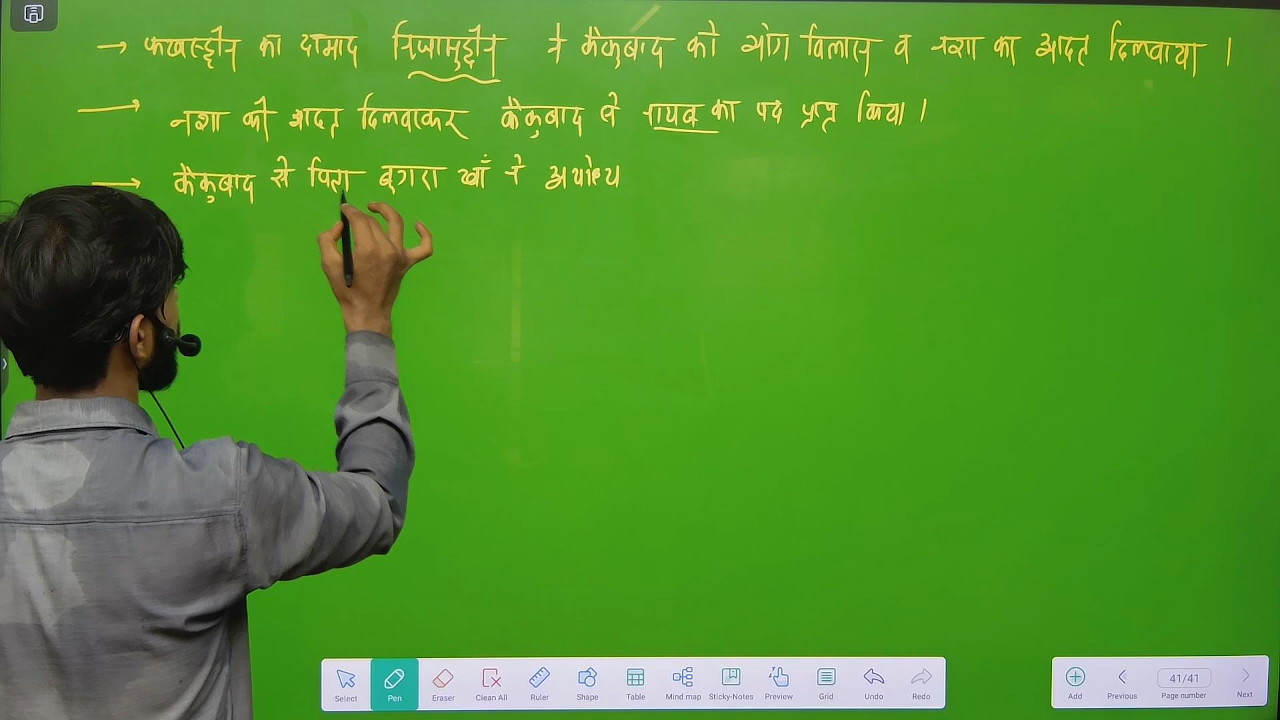 → फखरुद्दीन का दामाद निजामुद्दीन ने कैकुबाद को भोग विलास व नशा का आदत दिलवाया ।
→ नशा की आदत दिलवाकर कैकुबाद से नायब का पद प्राप्त किया ।
→ कैकुबाद से पिता बुगरा खाँ ने अयोध्य
Select
Pen
Eraser
Clean All
Ruler
Shape
Table
Mind map
Sticky-Notes
Preview
Grid
Undo
Redo
Add
Previous
41/41
Page number
Next